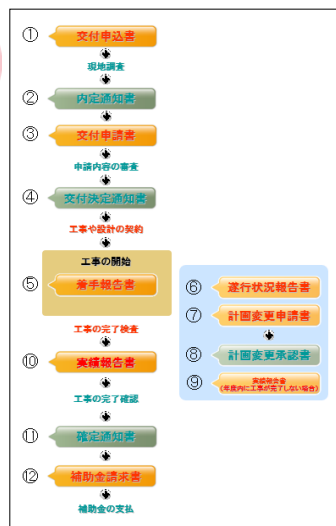 ① 交付申込書
現地調査
② 内定通知書
③ 交付申請書
申請内容の審査
④ 交付決定通知書
工事や設計の契約
工事の開始
⑤ 着手報告書
工事の完了検査
⑩ 実績報告書
工事の完了確認
⑪ 確定通知書
⑫ 補助金請求書
補助金の支払
⑥ 遂行状況報告書
⑦ 計画変更申請書
⑧ 計画変更承認書
⑨ 実績報告書
(年度内に工事が完了しない場合)